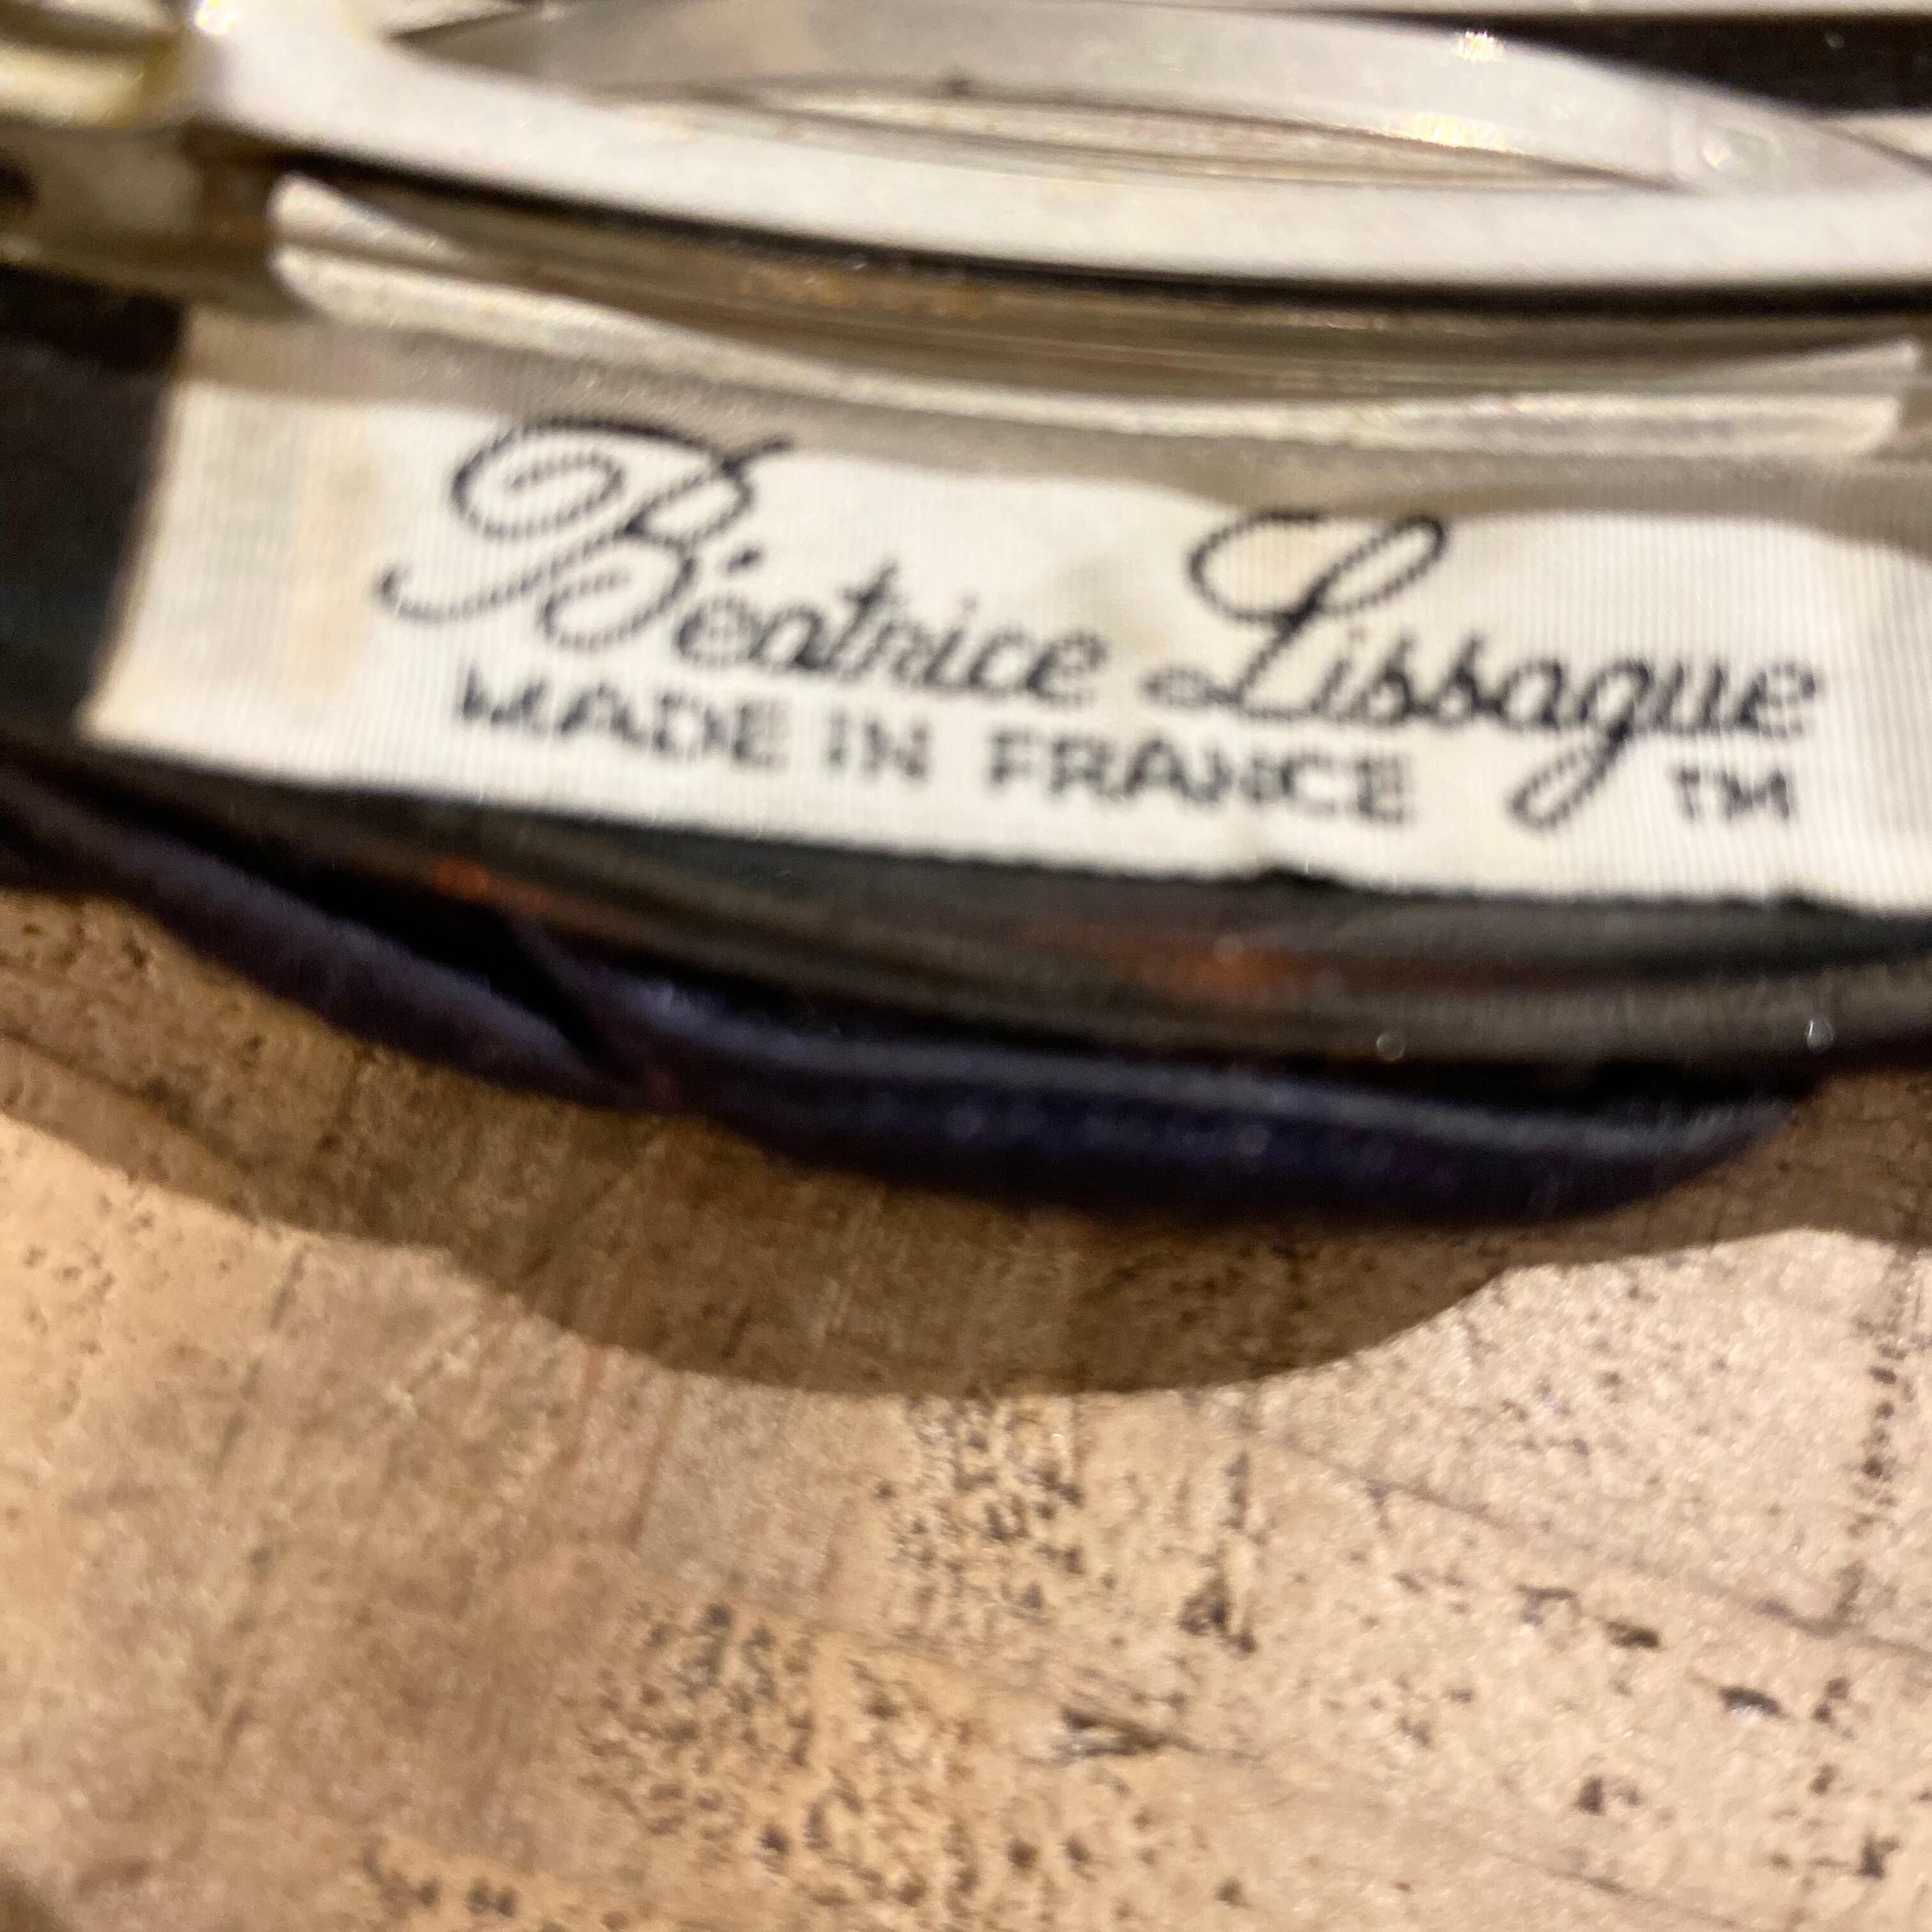 Béatrice Lissague
MADE IN FRANCE TM